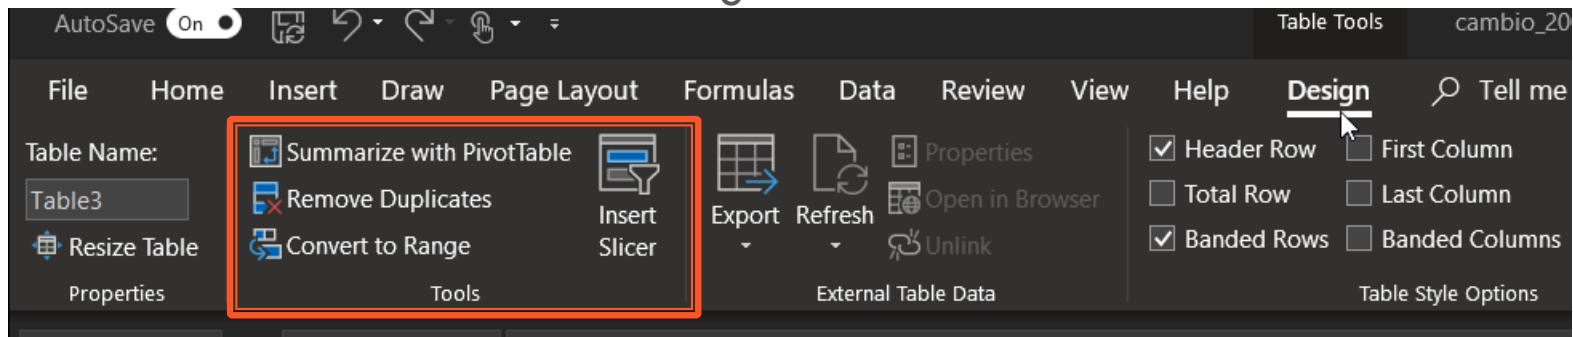 AutoSave On
Table Tools
cambio_20
File Home Insert Draw Page Layout Formulas Data Review View Help Design Tell me
Table Name:
Table3
Resize Table
Properties
Summarize with PivotTable
Remove Duplicates
Convert to Range
Insert
Slicer
Tools
Export
Refresh
Properties
Open in Browser
Unlink
External Table Data
Header Row
First Column
Total Row
Last Column
Banded Rows
Banded Columns
Table Style Options